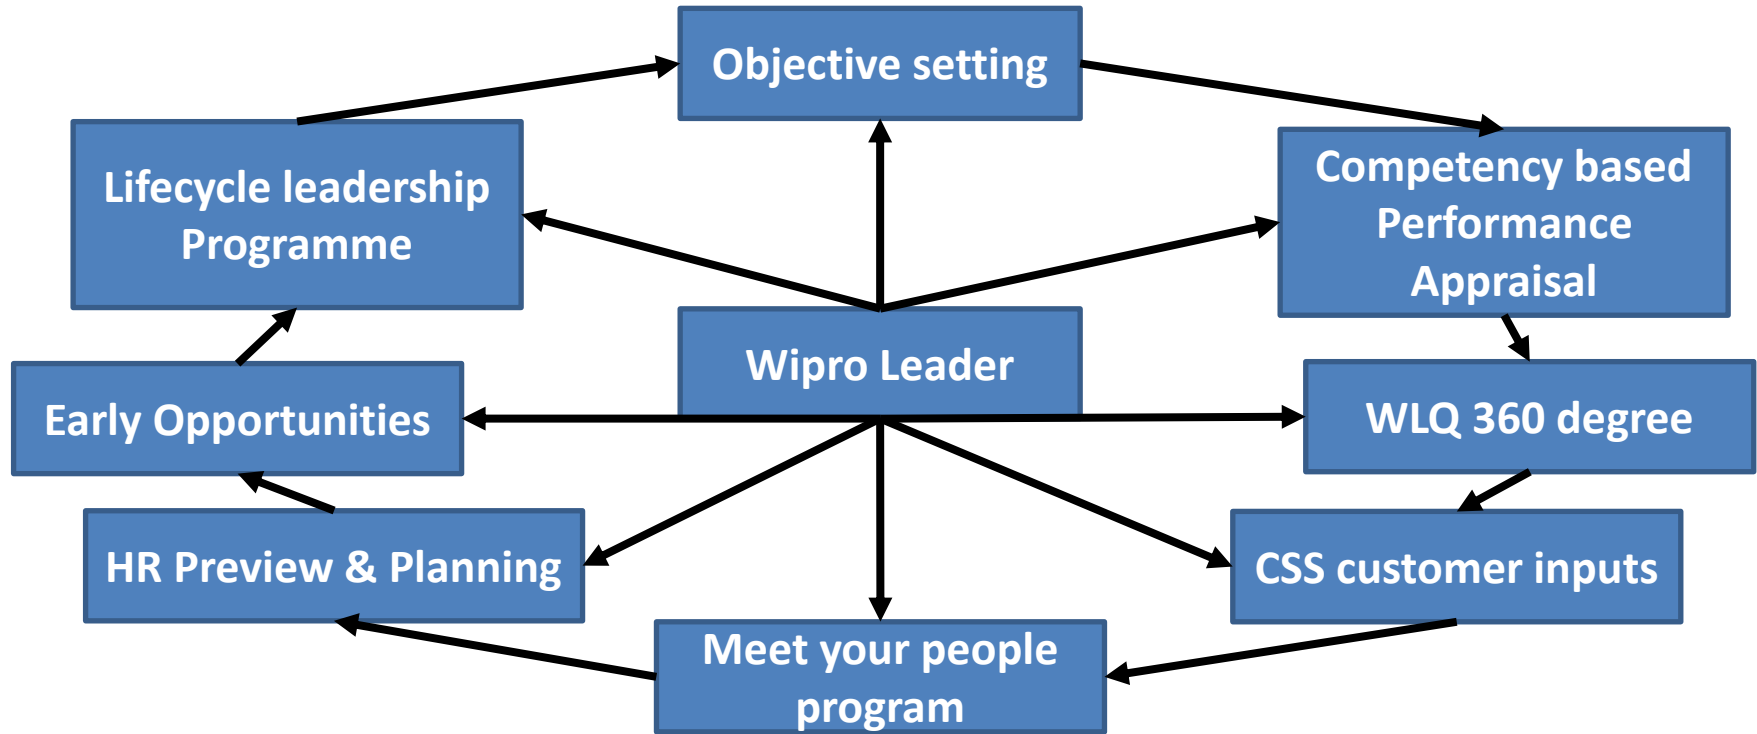 Objective setting
Lifecycle leadership
Programme
Competency based
Performance
Appraisal
Wipro Leader
Early Opportunities
WLQ 360 degree
HR Preview & Planning
CSS customer inputs
Meet your people
program